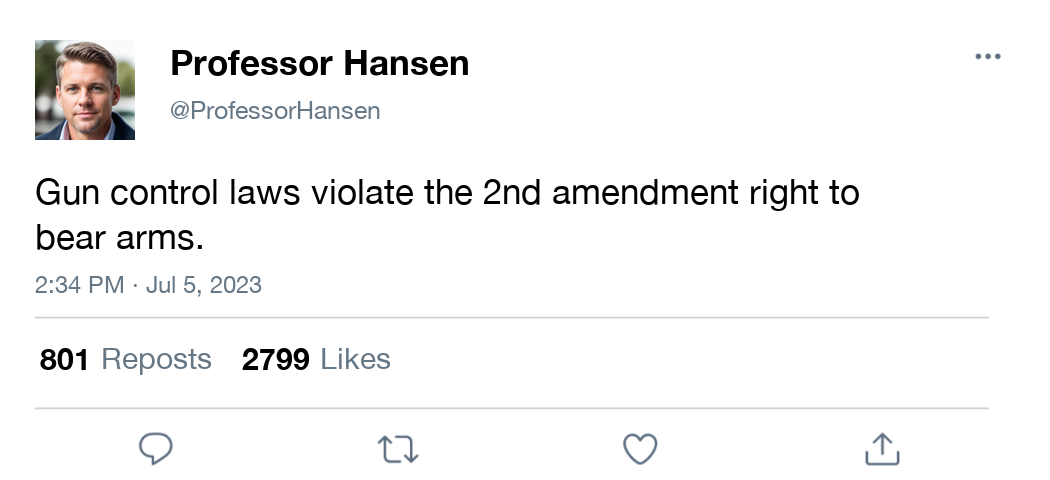 Professor Hansen
@ProfessorHansen
Gun control laws violate the 2nd amendment right to
bear arms.
2:34 PM · Jul 5, 2023
801 Reposts 2799 Likes